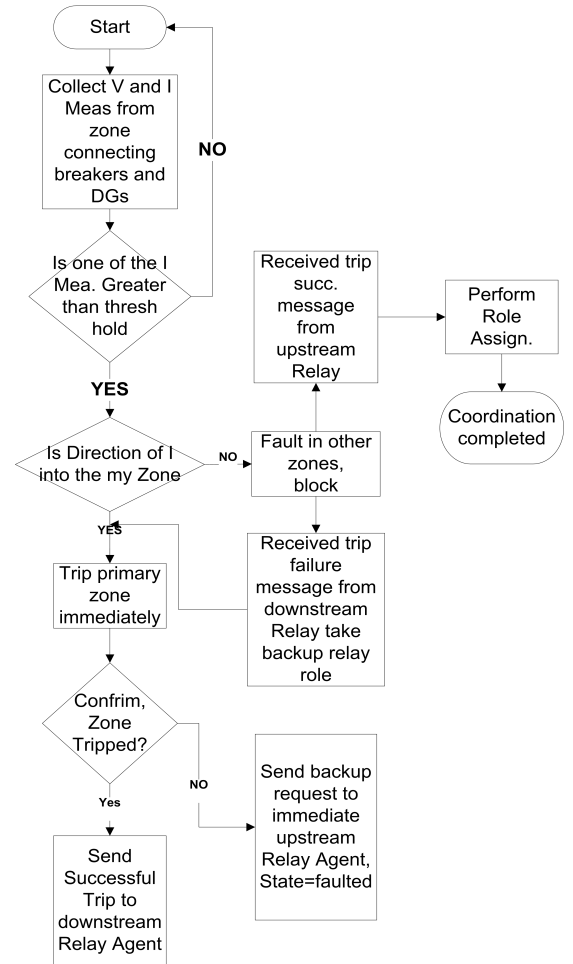 Start
Collect V and I
Meas from
zone
connecting
breakers and
DGs
NO
Is one of the I
Mea. Greater
than thresh
hold
YES
Received trip
succ.
message
from
upstream
Relay
Perform
Role
Assign.
Coordination
completed
Is Direction of I
into the my Zone
NO
Fault in other
zones,
block
YES
Trip primary
zone
immediately
Received trip
failure
message from
downstream
Relay take
backup relay
role
Confrim,
Zone
Tripped?
NO
Yes
Send backup
request to
immediate
upstream
Relay Agent,
State=faulted
Send
Successful
Trip to
downstream
Relay Agent